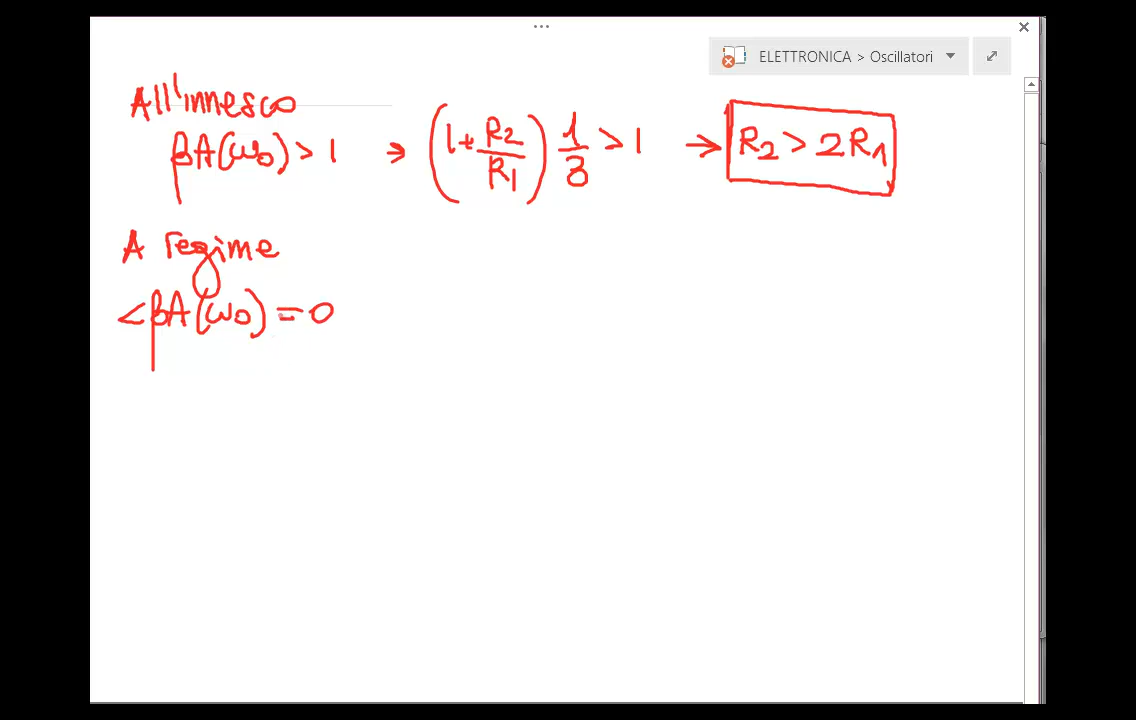 ELETTRONICA > Oscillatori
All'innesco
βA(ω0) > 1 → (1 + R2/R1) 1/3 > 1 → R2 > 2R1
A regime
<βA(ω0) = 0